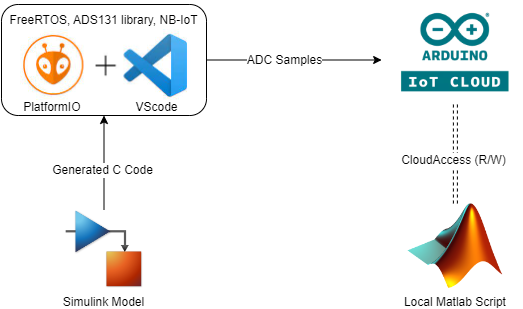 FreeRTOS, ADS131 library, NB-IoT
PlatformIO
VScode
ADC Samples
ARDUINO
IoT CLOUD
Generated C Code
CloudAccess (R/W)
Simulink Model
Local Matlab Script